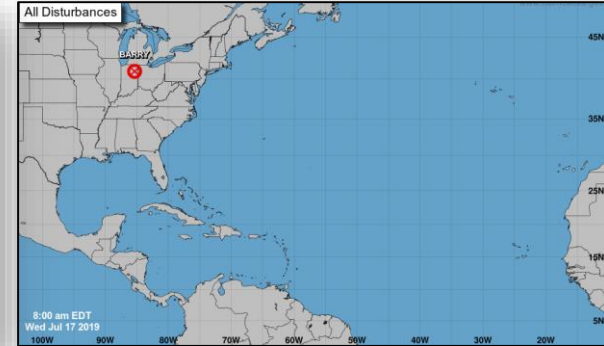 All Disturbances
45N
BARRY
35N
25N
15N
8:00 am EDT
Wed Jul 17 2019
5N
100W
90W
80W
70W
60W
50W
40W
30W
20W